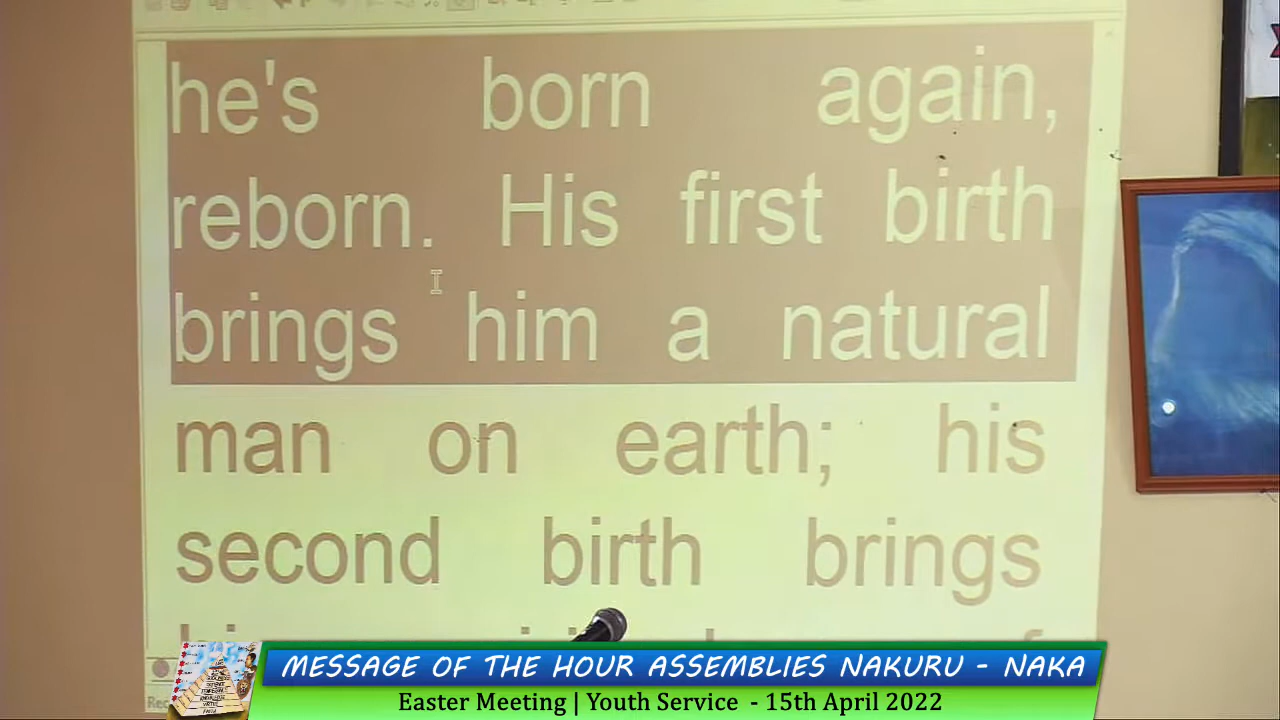 he's born again,
reborn. His first birth
brings him a natural
man on earth; his
second birth brings
MESSAGE OF THE HOUR ASSEMBLIES NAKURU - NAKA
Easter Meeting | Youth Service - 15th April 2022